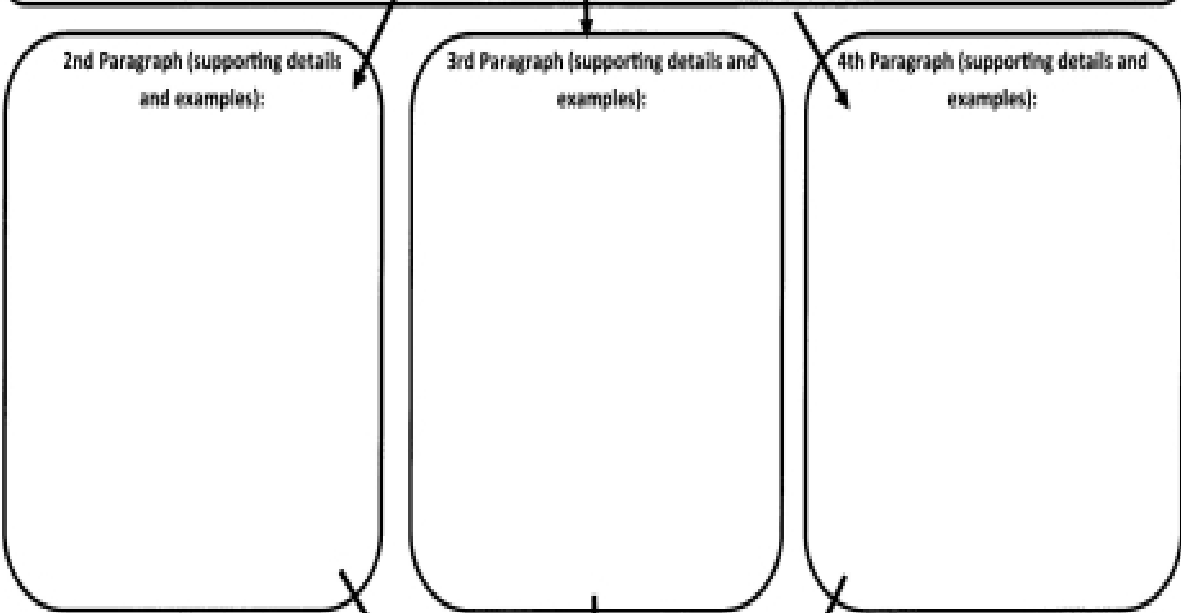 2nd Paragraph (supporting details
and examples):
3rd Paragraph (supporting details and
examples):
4th Paragraph (supporting details and
examples):